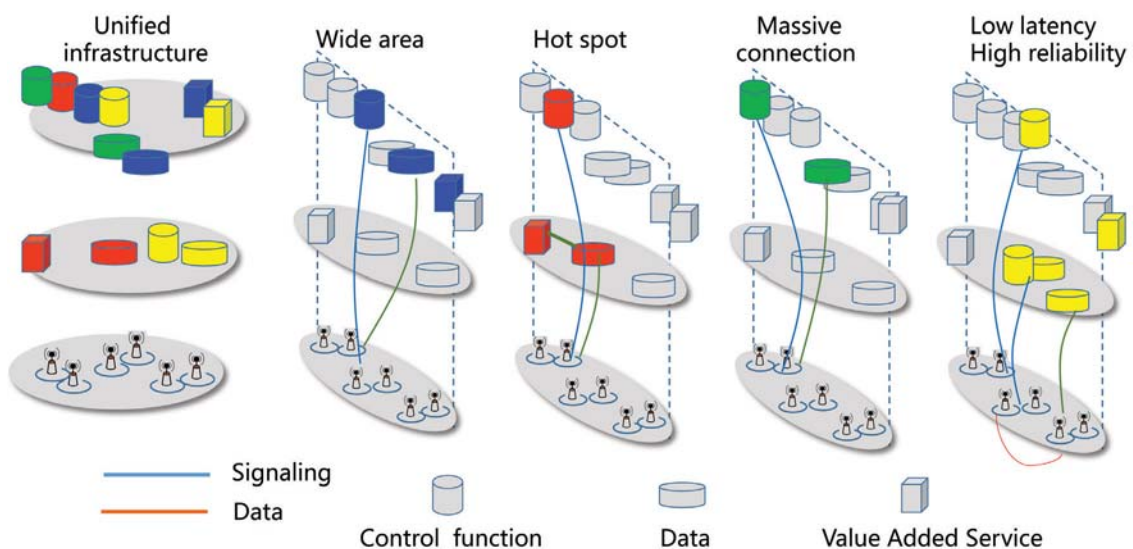 Unified
infrastructure
Wide area
Hot spot
Massive
connection
Low latency
High reliability
Signaling
Data
Control function
Data
Value Added Service